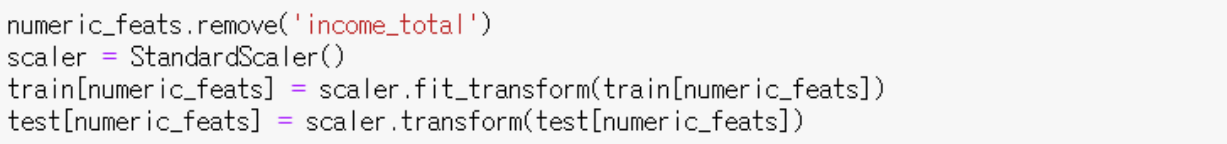 numeric_feats.remove('income_total')
scaler = StandardScaler()
train[numeric_feats] = scaler.fit_transform(train[numeric_feats])
test[numeric_feats] = scaler.transform(test[numeric_feats])